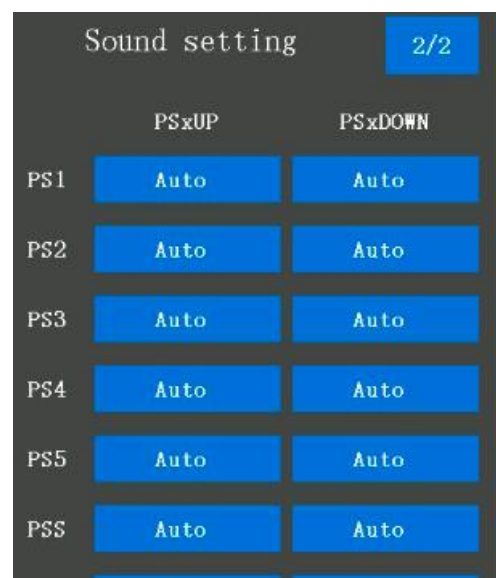 Sound setting 2/2
PSxUP PSxDOWN
PS1 Auto Auto
PS2 Auto Auto
PS3 Auto Auto
PS4 Auto Auto
PS5 Auto Auto
PSS Auto Auto